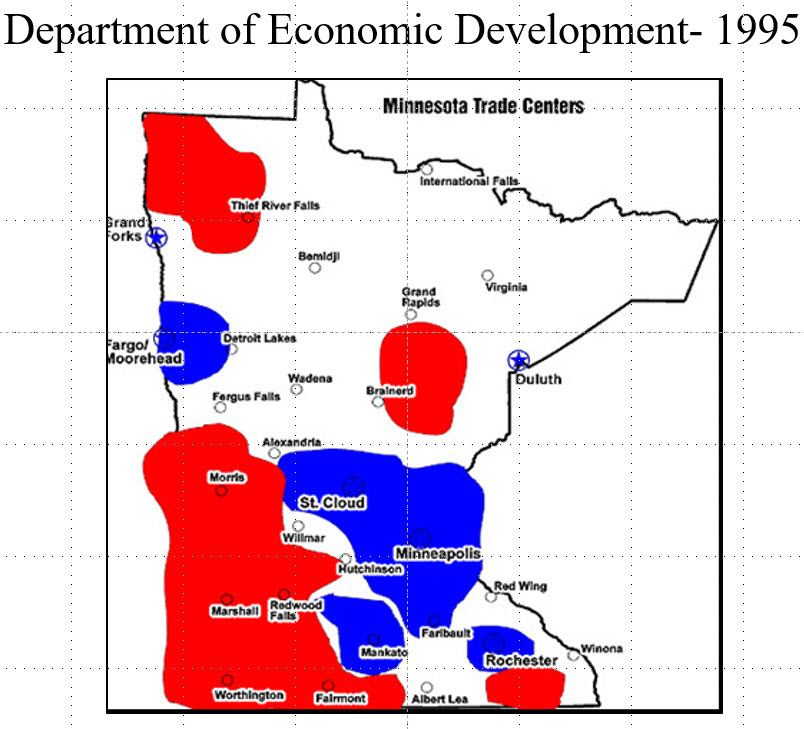 Department of Economic Development- 1995
Minnesota Trade Centers
International Falls
Thief River Falls
Grand
Forks
Bemidji
Virginia
Grand
Rapids
Fargo/
Moorehead
Detroit Lakes
Duluth
Wadena
Brainerd
Fergus Falls
Alexandria
Morris
St. Cloud
Willmar
Minneapolis
Hutchinson
Red Wing
Marshall
Redwood
Falls
Faribault
Mankato
Winona
Rochester
Worthington
Fairmont
Albert Lea